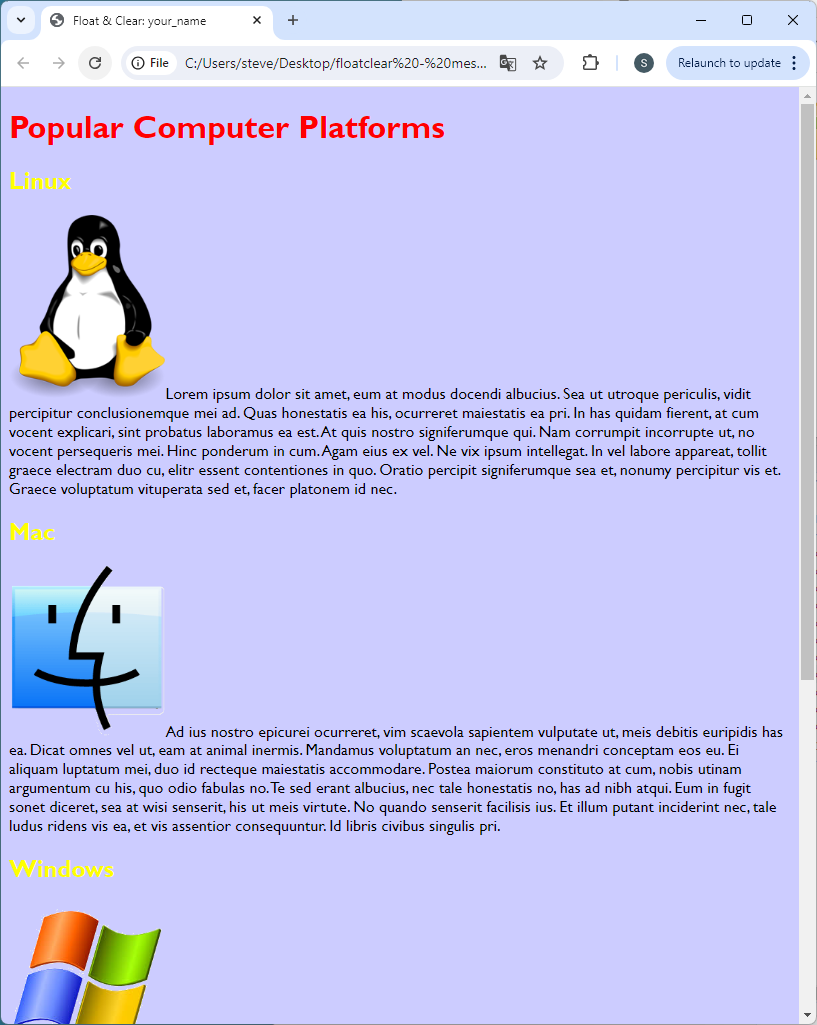 Float & Clear: your_name
File
C:/Users/steve/Desktop/floatclear%20-%20mes...
S
Relaunch to update
Popular Computer Platforms
Linux
Lorem ipsum dolor sit amet, eum at modus docendi albucius. Sea ut utroque periculis, vidit
percipitur conclusionemque mei ad. Quas honestatis ea his, ocurreret maiestatis ea pri. In has quidam fierent, at cum
vocent explicari, sint probatus laboramus ea est. At quis nostro signiferumque qui. Nam corrumpit incorrupte ut, no
vocent persequeris mei. Hinc ponderum in cum. Agam eius ex vel. Ne vix ipsum intellegat. In vel labore appareat, tollit
graece electram duo cu, elitr essent contentiones in quo. Oratio percipit signiferumque sea et, nonumy percipitur vis et.
Graece voluptatum vituperata sed et, facer platonem id nec.
Mac
Ad ius nostro epicurei ocurreret, vim scaevola sapientem vulputate ut, meis debitis euripidis has
ea. Dicat omnes vel ut, eam at animal inermis. Mandamus voluptatum an nec, eros menandri conceptam eos eu. Ei
aliquam luptatum mei, duo id recteque maiestatis accommodare. Postea maiorum constituto at cum, nobis utinam
argumentum cu his, quo odio fabulas no. Te sed erant albucius, nec tale honestatis no, has ad nibh atqui. Eum in fugit
sonet diceret, sea at wisi senserit, his ut meis virtute. No quando senserit facilisis ius. Et illum putant inciderint nec, tale
ludus ridens vis ea, et vis assentior consequuntur. Id libris civibus singulis pri.
Windows